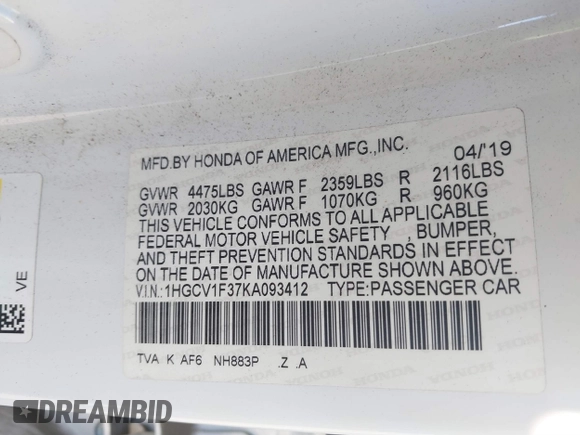 MFD.BY HONDA OF AMERICA MFG.,INC. 04/'19
GVWR 4475LBS GAWR F 2359LBS R 2116LBS
GVWR 2030KG GAWR F 1070KG R 960KG
THIS VEHICLE CONFORMS TO ALL APPLICABLE
FEDERAL MOTOR VEHICLE SAFETY , BUMPER,
AND THEFT PREVENTION STANDARDS IN EFFECT
ON THE DATE OF MANUFACTURE SHOWN ABOVE.
V.I.N.:1HGCV1F37KA093412 TYPE:PASSENGER CAR
TVA K AF6 NH883P .Z .A
VE
DREAMBID